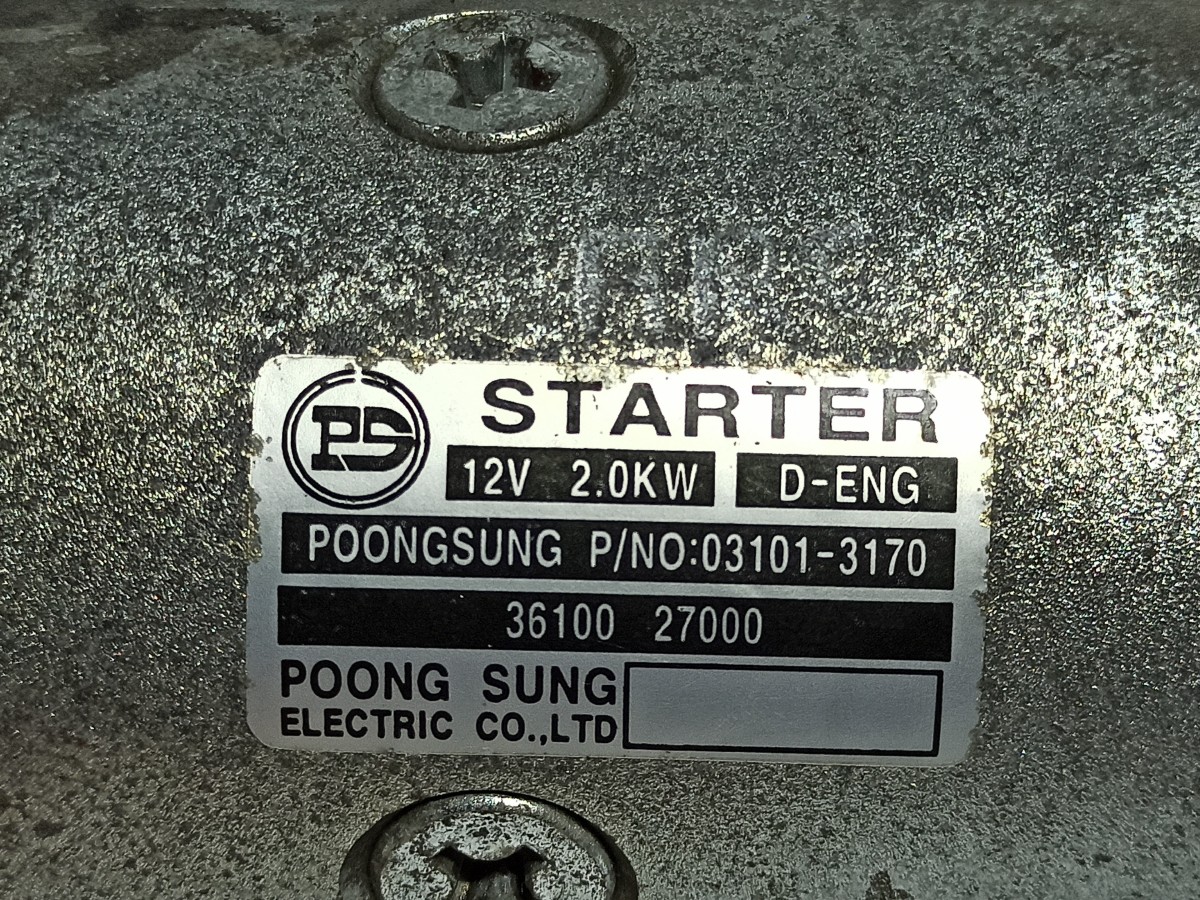 PS
STARTER
12V 2.0KW D-ENG
POONGSUNG P/NO:03101-3170
36100 27000
POONG SUNG
ELECTRIC CO.,LTD